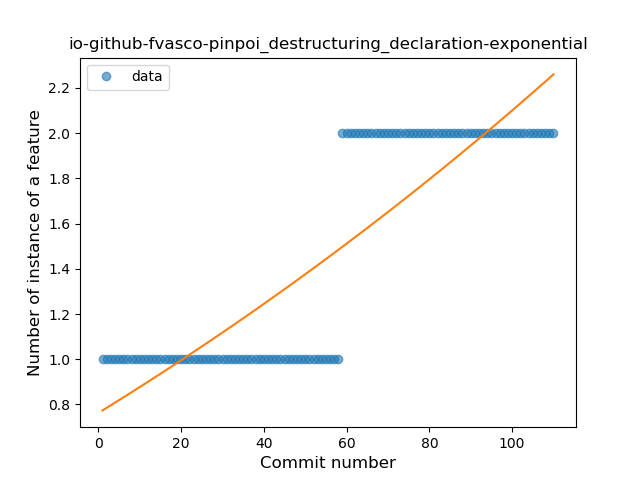 io-github-fvasco-pinpoi_destructuring_declaration-exponential
data
Number of instance of a feature
2.2
2.0
1.8
1.6
1.4
1.2
1.0
0.8
0 20 40 60 80 100
Commit number